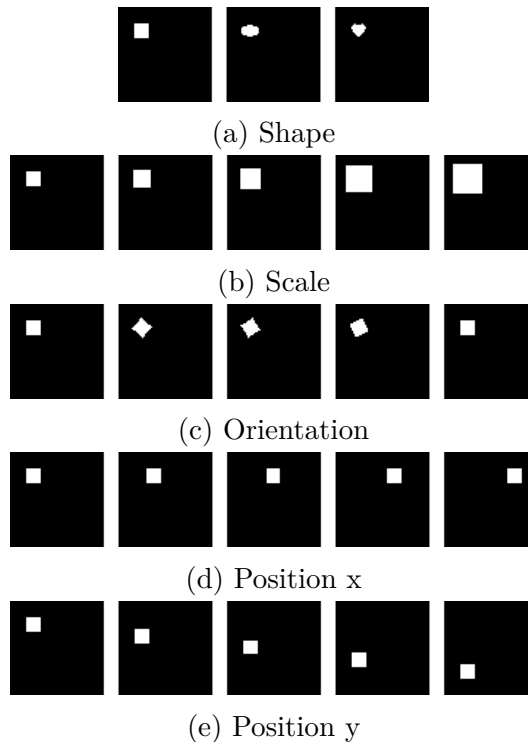 (a) Shape
(b) Scale
(c) Orientation
(d) Position x
(e) Position y